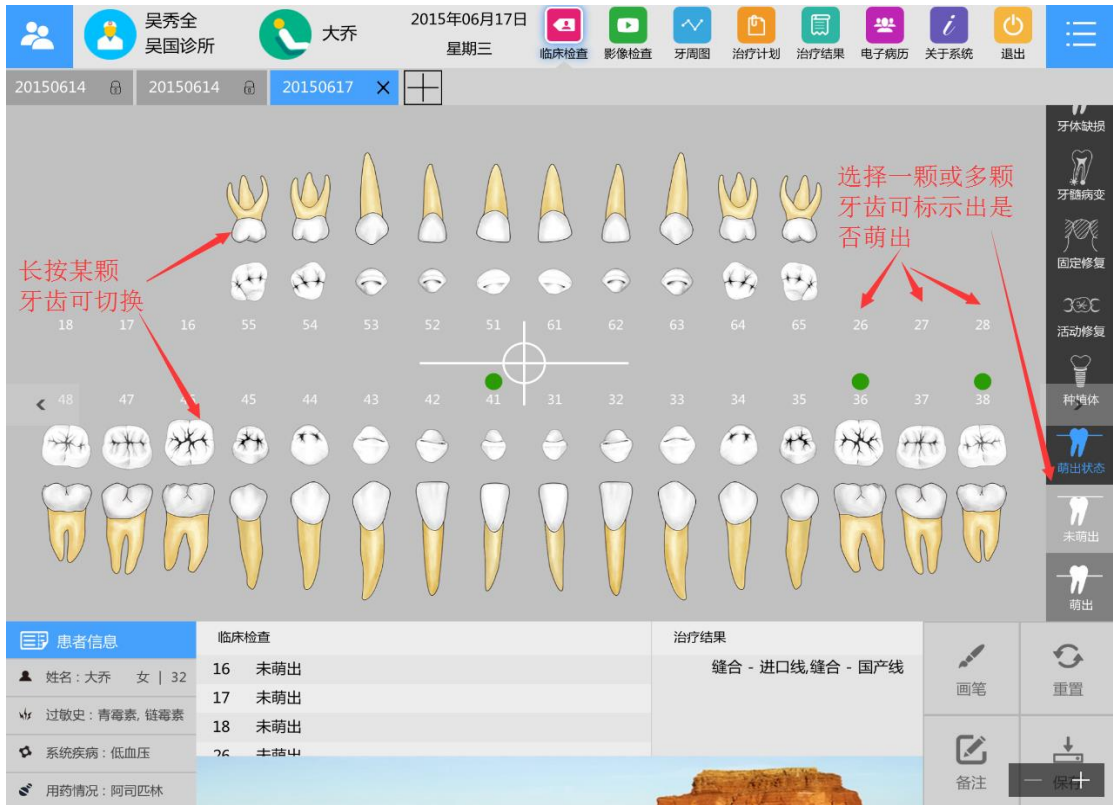 吴秀全
吴国诊所
大乔
2015年06月17日
星期三
临床检查
影像检查
牙周图
治疗计划
治疗结果
电子病历
关于系统
退出
20150614
20150614
20150617
牙体缺损
牙髓病变
固定修复
活动修复
种植体
萌出状态
未萌出
萌出
选择一颗或多颗
牙齿可标示出是
否萌出
长按某颗
牙齿可切换
18 17 16 55 54 53 52 51 61 62 63 64 65 26 27 28
48 47 45 44 43 42 41 31 32 33 34 35 36 37 38
患者信息
姓名：大乔 女 | 32
过敏史：青霉素, 链霉素
系统疾病：低血压
用药情况：阿司匹林
临床检查
16 未萌出
17 未萌出
18 未萌出
26 未萌出
治疗结果
缝合 - 进口线,缝合 - 国产线
画笔
重置
备注
保存